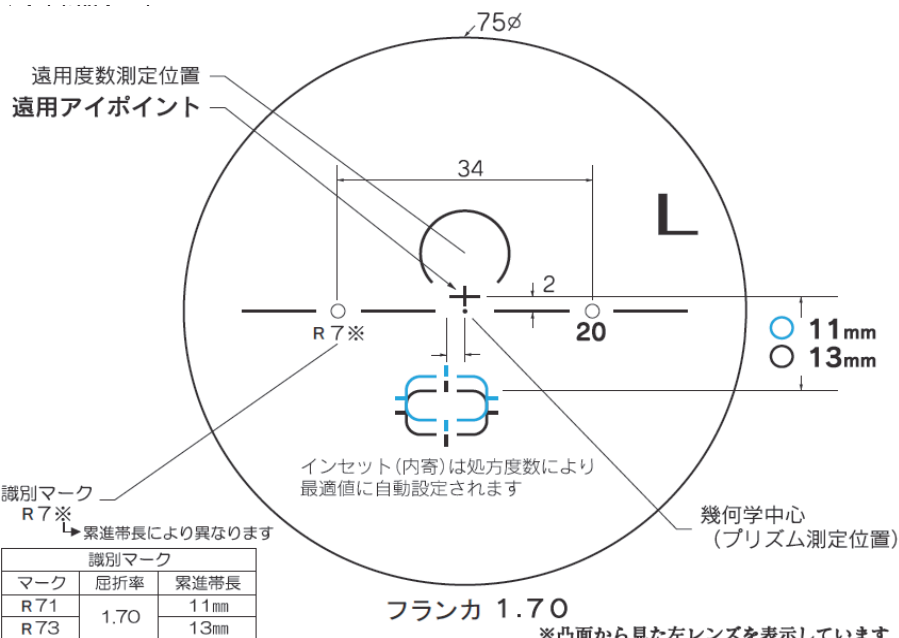 75φ
遠用度数測定位置
遠用アイポイント
34
L
2
R 7※
20
11mm
13mm
インセット(内寄)は処方度数により
最適値に自動設定されます
識別マーク
R 7※
累進帯長により異なります
幾何学中心
(プリズム測定位置)
識別マーク
マーク 屈折率 累進帯長
R 71 1.70 11mm
R 73 13mm
フランカ 1.70
※凸面から見た左レンズを表示しています